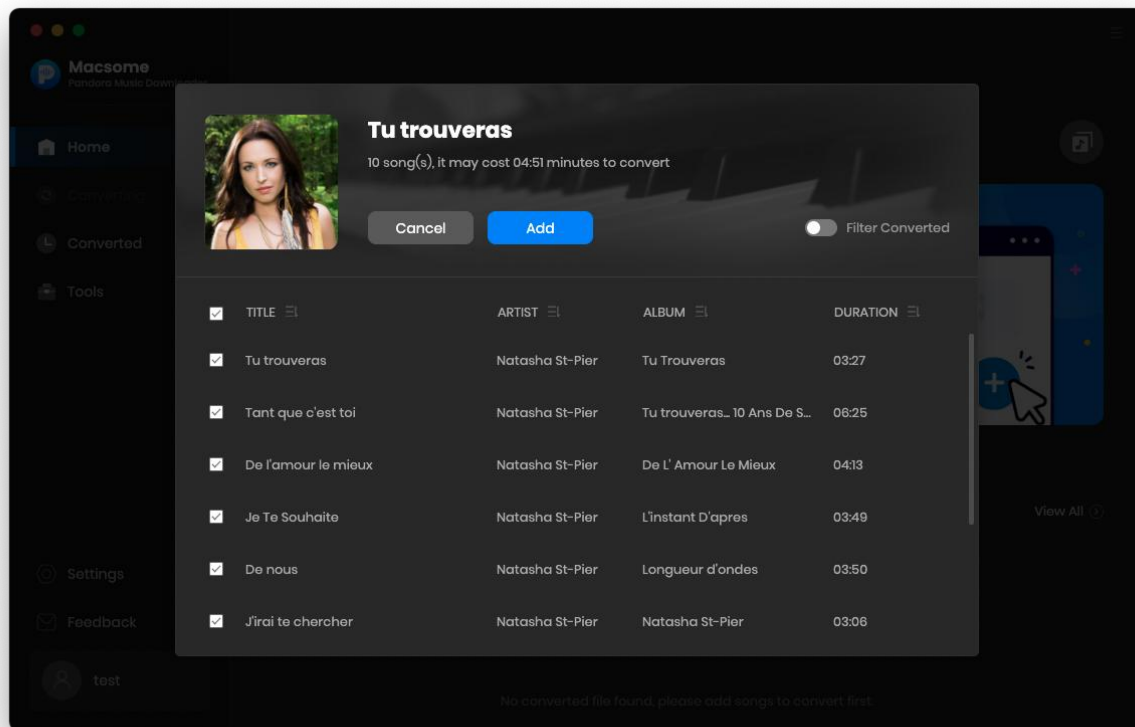 Macsome
Pandora Music Downloader
Home
Converting
Converted
Tools
Settings
Feedback
test
Tu trouveras
10 song(s), it may cost 04:51 minutes to convert
Cancel
Add
Filter Converted
TITLE ARTIST ALBUM DURATION
Tu trouveras Natasha St-Pier Tu Trouveras 03:27
Tant que c'est toi Natasha St-Pier Tu trouveras... 10 Ans De S... 06:25
De l'amour le mieux Natasha St-Pier De L' Amour Le Mieux 04:13
Je Te Souhaite Natasha St-Pier L'instant D'apres 03:49
De nous Natasha St-Pier Longueur d'ondes 03:50
J'irai te chercher Natasha St-Pier Natasha St-Pier 03:06
View All
No converted file found, please add songs to convert first